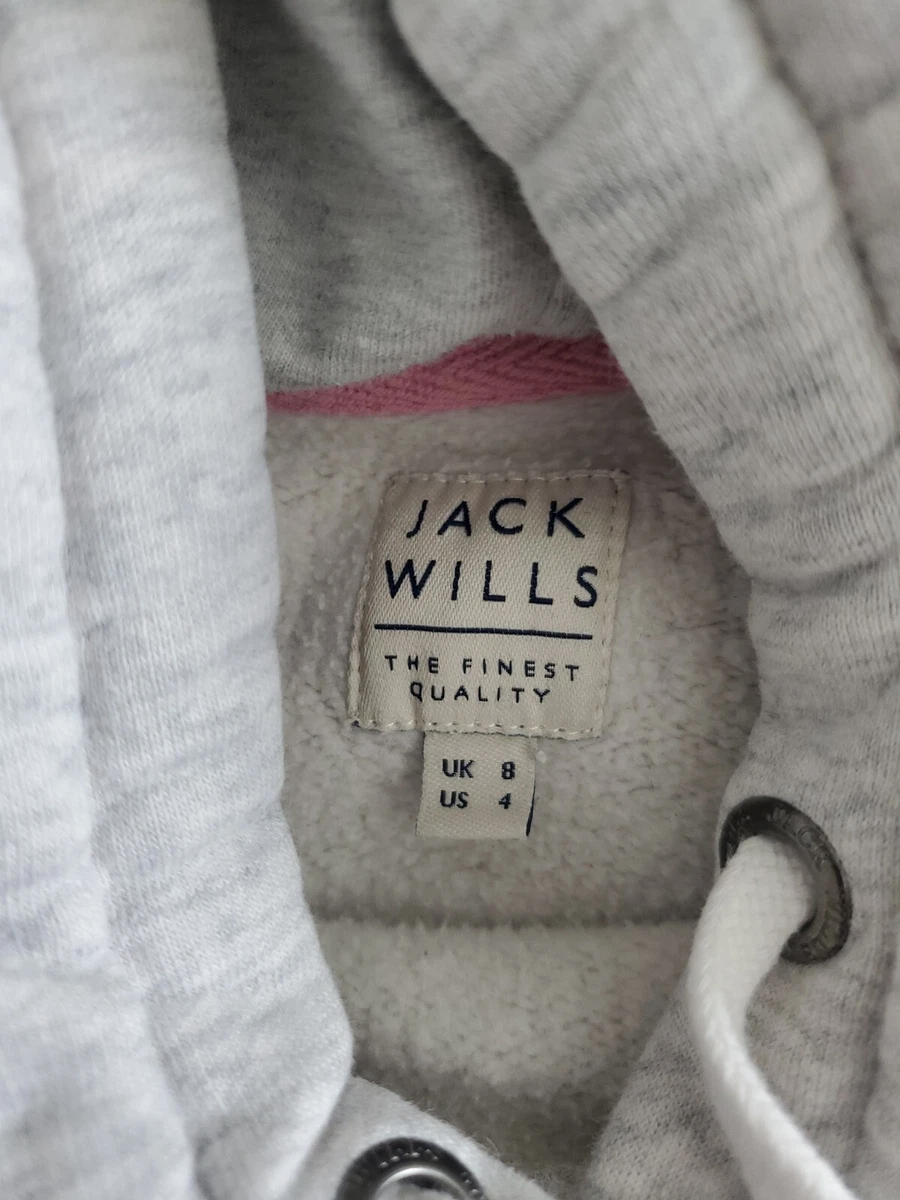 JACK
WILLS
THE FINEST
QUALITY
UK 8
US 4